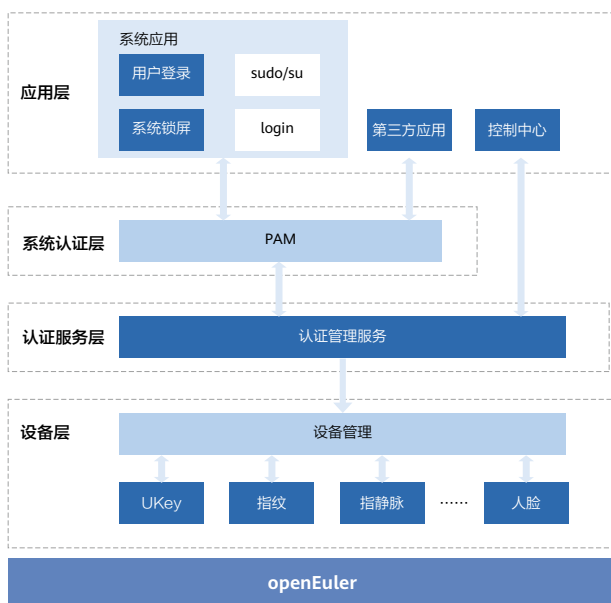 系统应用
用户登录
sudo/su
应用层
系统锁屏
login
第三方应用
控制中心
系统认证层
PAM
认证服务层
认证管理服务
设备层
设备管理
UKey
指纹
指静脉
······
人脸
openEuler